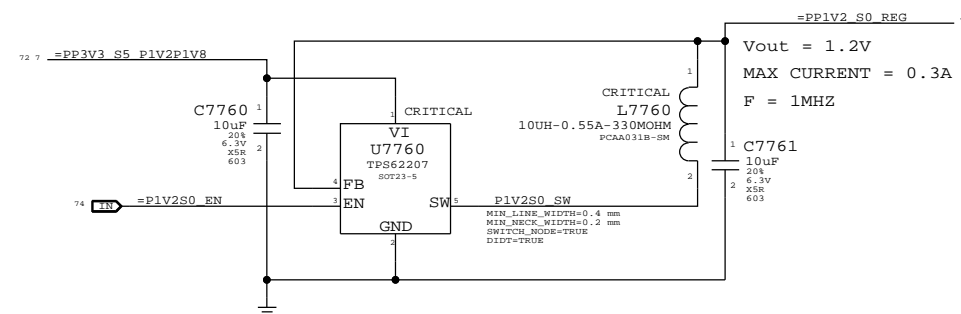 =PP1V2_S0_REG
72 7 =PP3V3_S5_P1V2P1V8
Vout = 1.2V
MAX CURRENT = 0.3A
F = 1MHZ
C7760 1
10uF
20%
6.3V
X5R
603
2
1 CRITICAL
VI
U7760
TPS62207
SOT23-5
4 FB
74 IN =P1V2S0_EN 3 EN
SW 5 P1V2S0_SW
GND
2
MIN_LINE_WIDTH=0.4 mm
MIN_NECK_WIDTH=0.2 mm
SWITCH_NODE=TRUE
DIDT=TRUE
1
CRITICAL
L7760
10UH-0.55A-330MOHM
PCAA031B-SM
2
1 C7761
10uF
20%
6.3V
X5R
603
2